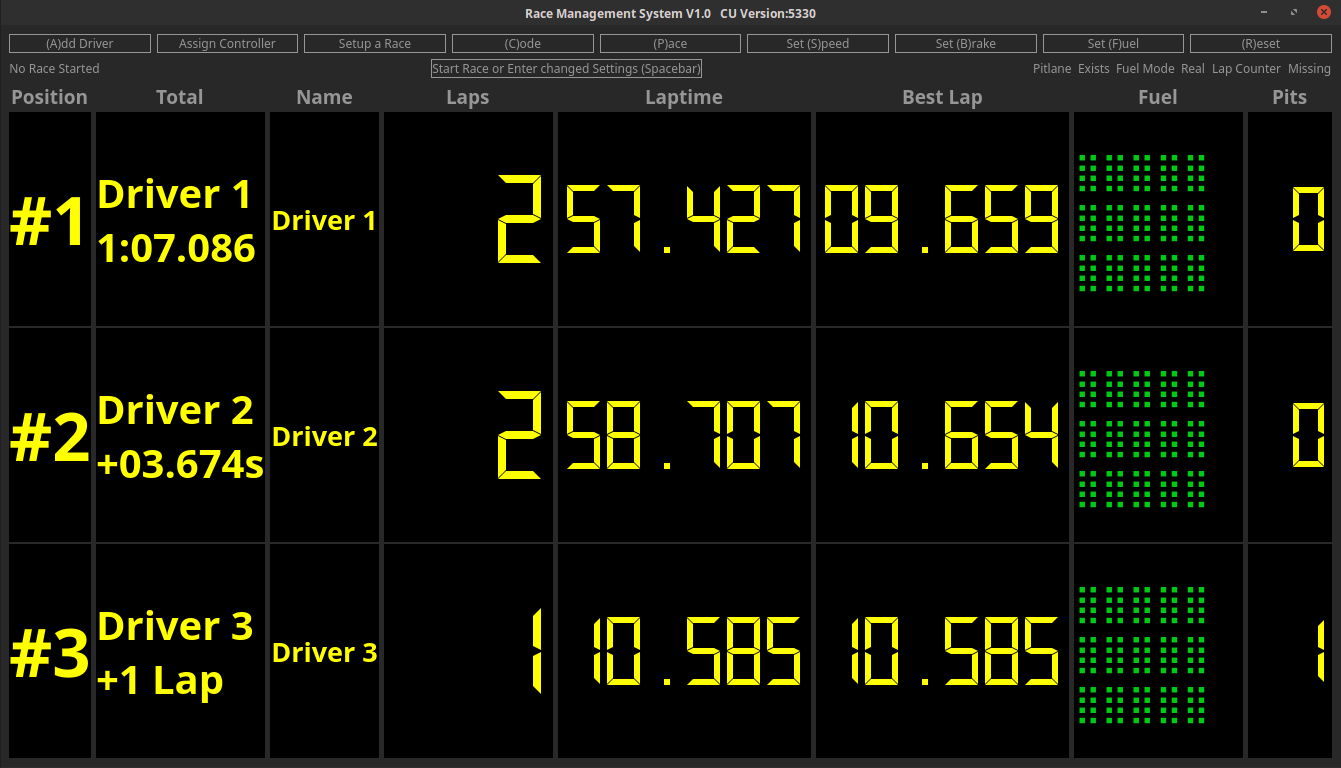 Race Management System V1.0 CU Version:5330
(A)dd Driver Assign Controller Setup a Race (C)ode (P)ace Set (S)peed Set (B)rake Set (F)uel (R)eset
No Race Started Start Race or Enter changed Settings (Spacebar) Pitlane Exists Fuel Mode Real Lap Counter Missing
Position Total Name Laps Laptime Best Lap Fuel Pits
#1 Driver 1
1:07.086 Driver 1 2 57.427 09.659 0
#2 Driver 2
+03.674s Driver 2 2 58.707 10.654 0
#3 Driver 3
+1 Lap Driver 3 1 10.585 10.585 1